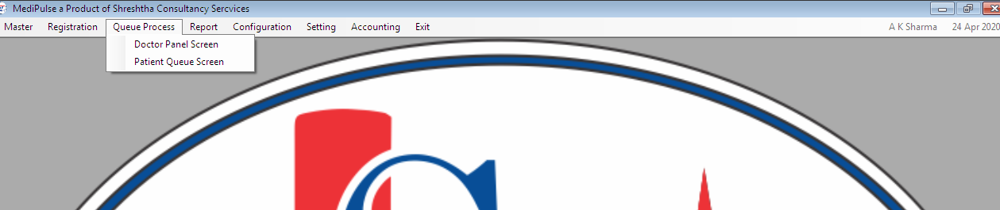 MediPulse a Product of Shreshtha Consultancy Sercvices
Master Registration Queue Process Report Configuration Setting Accounting Exit A K Sharma 24 Apr 2020
Doctor Panel Screen
Patient Queue Screen